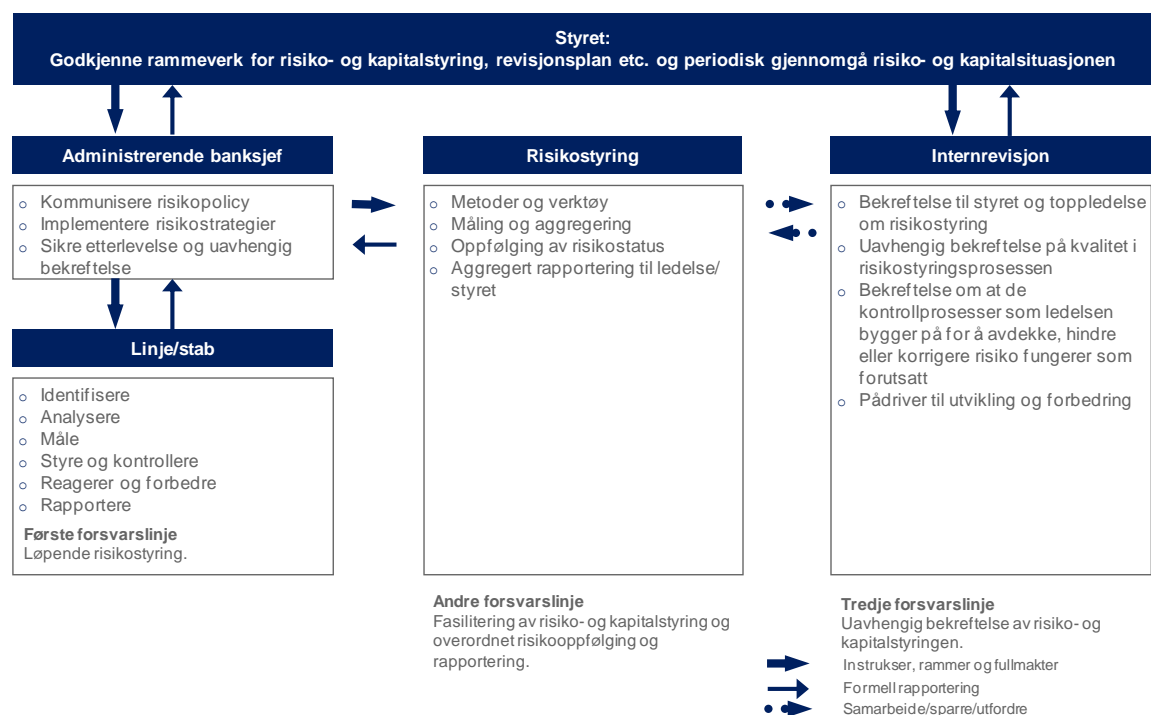 Styret:
Godkjenne rammeverk for risiko- og kapitalstyring, revisjonsplan etc. og periodisk gjennomgå risiko- og kapitalsituasjonen
Administrerende banksjef
Kommunisere risikopolicy
Implementere risikostrategier
Sikre etterlevelse og uavhengig
bekreftelse
Linje/stab
Identifisere
Analysere
Måle
Styre og kontrollere
Reagerer og forbedre
Rapportere
Første forsvarslinje
Løpende risikostyring.
Risikostyring
Metoder og verktøy
Måling og aggregering
Oppfølging av risikostatus
Aggregert rapportering til ledelse/
styret
Andre forsvarslinje
Fasilitering av risiko- og kapitalstyring og
overordnet risikooppfølging og
rapportering.
Internrevisjon
Bekreftelse til styret og toppledelse
om risikostyring
Uavhengig bekreftelse på kvalitet i
risikostyringsprosessen
Bekreftelse om at de
kontrollprosesser som ledelsen
bygger på for å avdekke, hindre
eller korrigere risiko fungerer som
forutsatt
Pådriver til utvikling og forbedring
Tredje forsvarslinje
Uavhengig bekreftelse av risiko- og
kapitalstyringen.
Instrukser, rammer og fullmakter
Formell rapportering
Samarbeide/sparre/utfordre